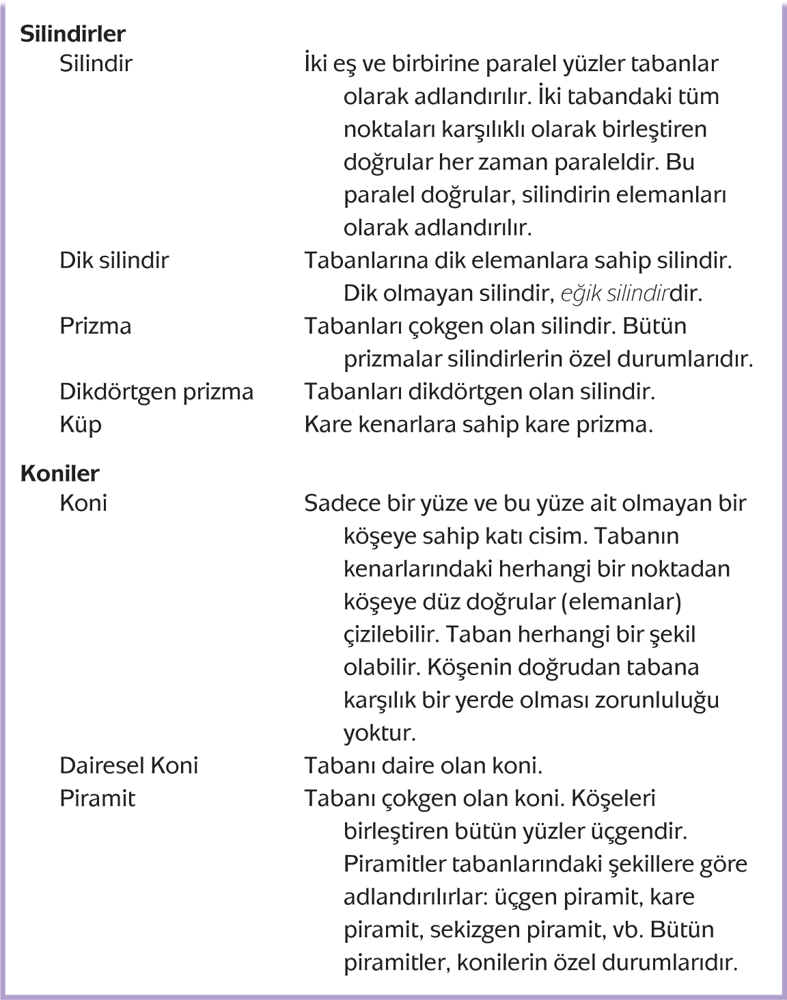 Silindirler
Silindir İki eş ve birbirine paralel yüzler tabanlar
olarak adlandırılır. İki tabandaki tüm
noktaları karşılıklı olarak birleştiren
doğrular her zaman paraleldir. Bu
paralel doğrular, silindirin elemanları
olarak adlandırılır.
Dik silindir Tabanlarına dik elemanlara sahip silindir.
Dik olmayan silindir, eğik silindirdir.
Prizma Tabanları çokgen olan silindir. Bütün
prizmalar silindirlerin özel durumlarıdır.
Dikdörtgen prizma Tabanları dikdörtgen olan silindir.
Küp Kare kenarlara sahip kare prizma.
Koniler
Koni Sadece bir yüze ve bu yüze ait olmayan bir
köşeye sahip katı cisim. Tabanın
kenarlarındaki herhangi bir noktadan
köşeye düz doğrular (elemanlar)
çizilebilir. Taban herhangi bir şekil
olabilir. Köşenin doğrudan tabana
karşılık bir yerde olması zorunluluğu
yoktur.
Dairesel Koni Tabanı daire olan koni.
Piramit Tabanı çokgen olan koni. Köşeleri
birleştiren bütün yüzler üçgendir.
Piramitler tabanlarındaki şekillere göre
adlandırılırlar: üçgen piramit, kare
piramit, sekizgen piramit, vb. Bütün
piramitler, konilerin özel durumlarıdır.